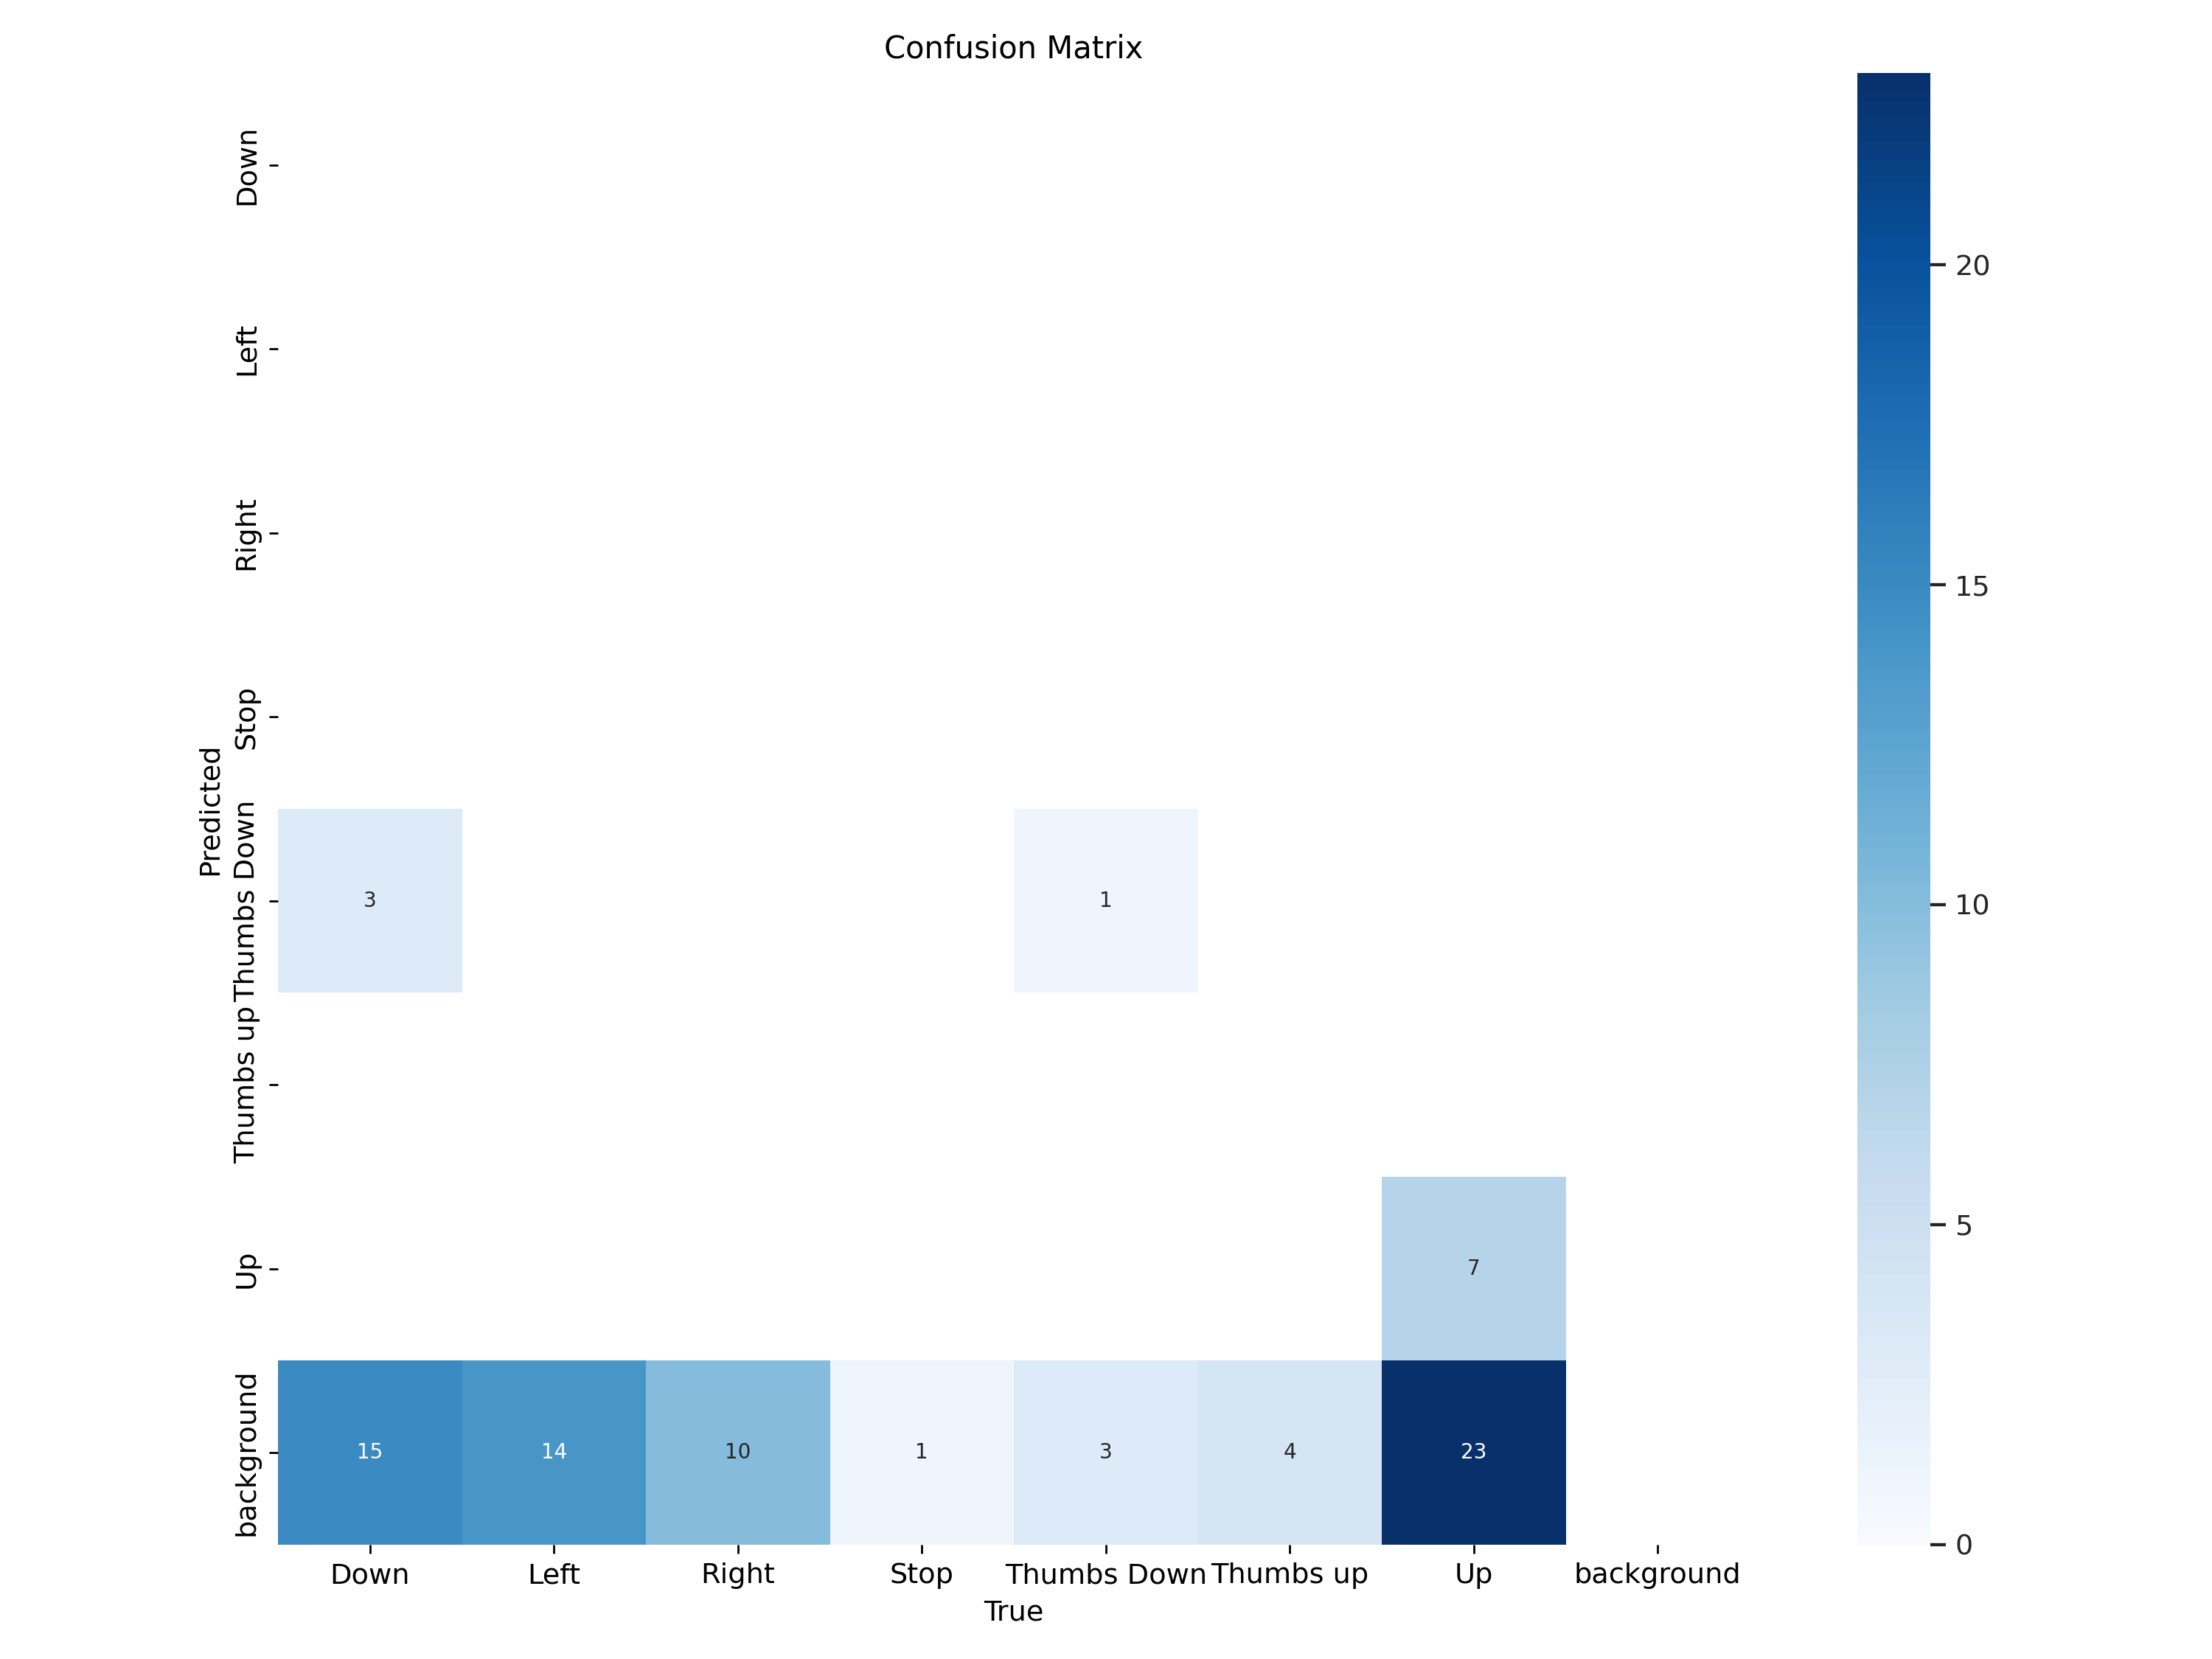 Confusion Matrix
Down
Left
Right
Stop
Thumbs Down
Thumbs up
Up
background
Predicted
3
1
7
15 14 10 1 3 4 23
Down Left Right Stop Thumbs Down Thumbs up Up background
True
20
15
10
5
0